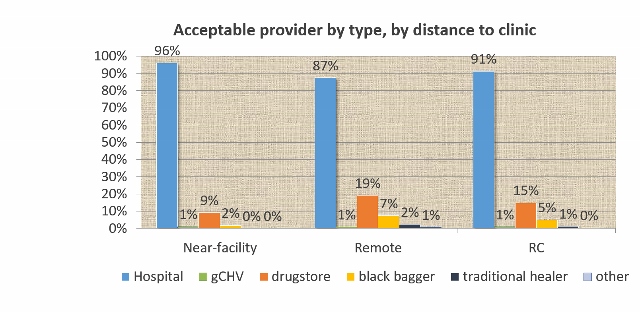 Acceptable provider by type, by distance to clinic
100%
90%
80%
70%
60%
50%
40%
30%
20%
10%
0%
96%
1%
9%
2%
0%
0%
87%
1%
19%
7%
2%
1%
91%
1%
15%
5%
1%
0%
Near-facility
Remote
RC
Hospital
gCHV
drugstore
black bagger
traditional healer
other